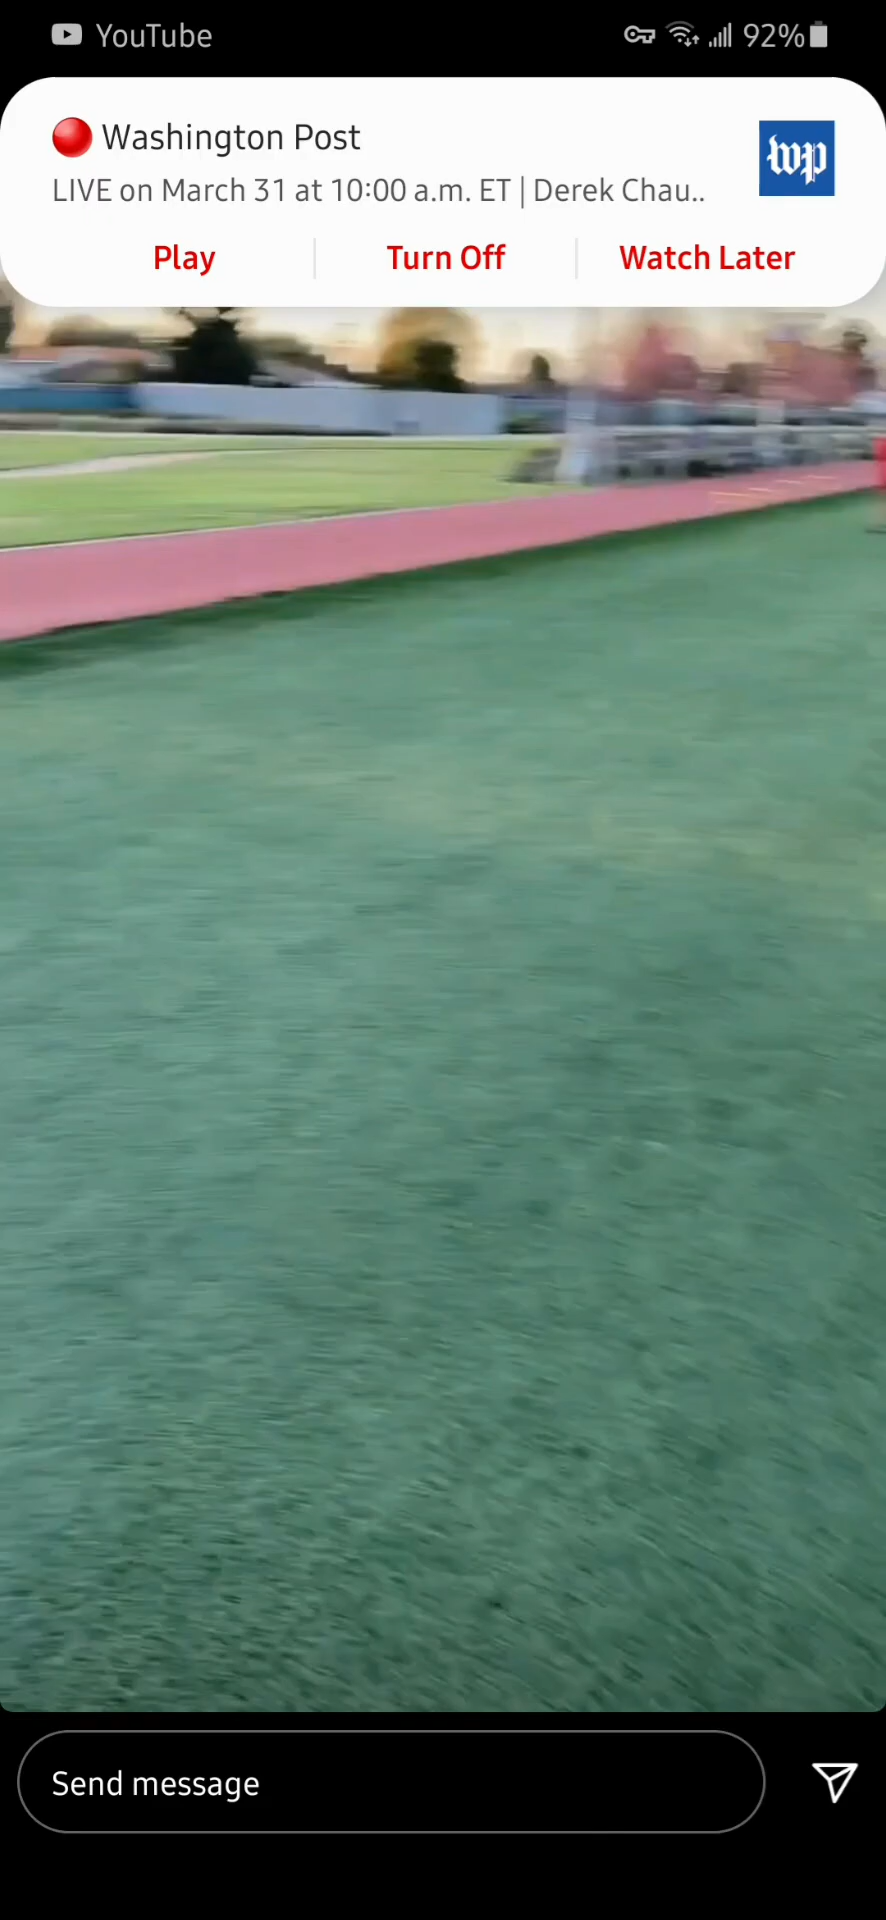 YouTube
92%
Washington Post
LIVE on March 31 at 10:00 a.m. ET | Derek Chau..
wp
Play
Turn Off
Watch Later
Send message